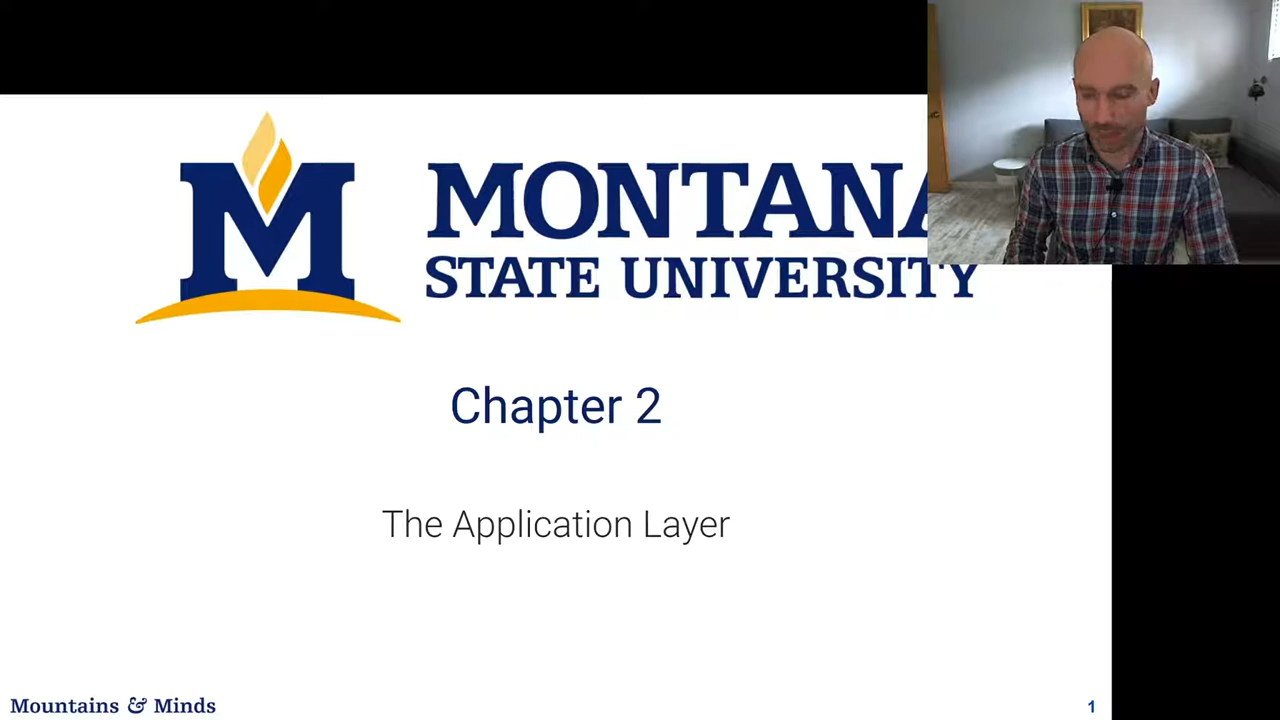 MONTANA
STATE UNIVERSITY
Chapter 2
The Application Layer
Mountains & Minds
1